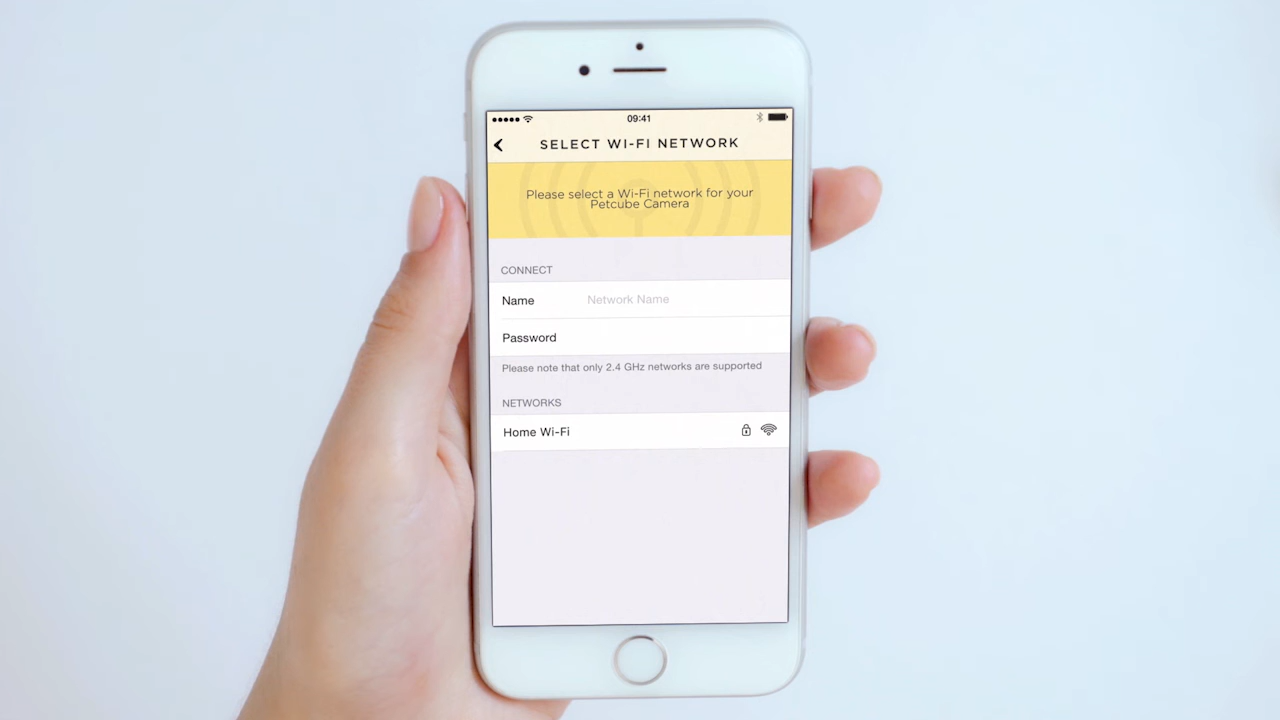 09:41
SELECT WI-FI NETWORK
Please select a Wi-Fi network for your
Petcube Camera
CONNECT
Name Network Name
Password
Please note that only 2.4 GHz networks are supported
NETWORKS
Home Wi-Fi